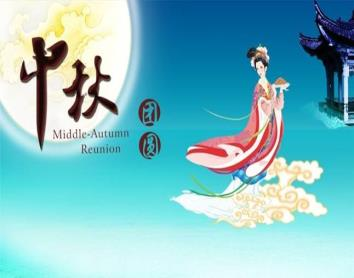 中秋
Middle-Autumn
Reunion
团圆